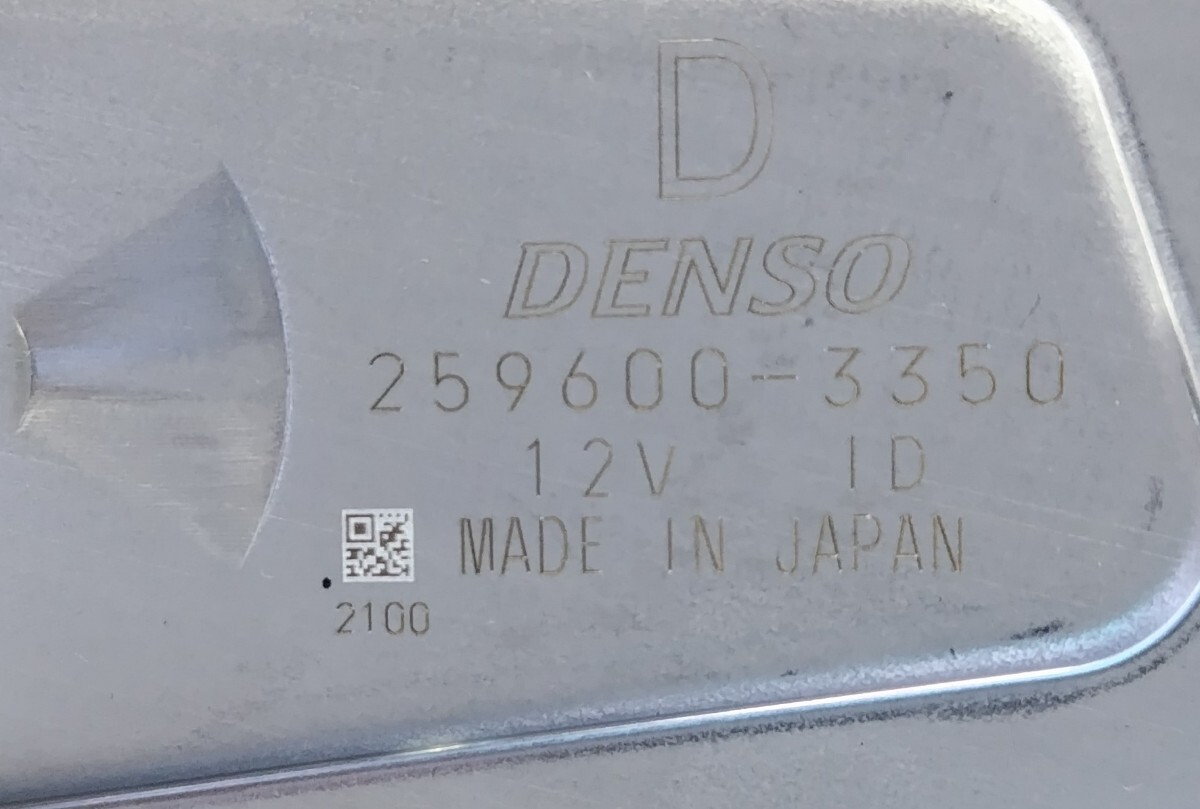 D
DENSO
259600-3350
12V ID
MADE IN JAPAN
2100